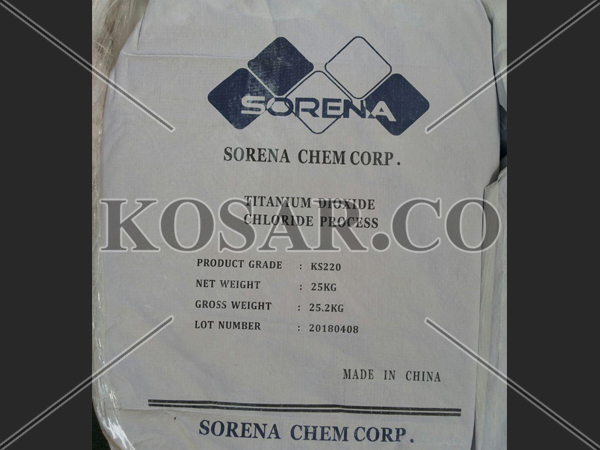 SORENA
SORENA CHEM CORP.
TITANIUM DIOXIDE
CHLORIDE PROCESS
KOSAR.CO
PRODUCT GRADE : KS220
NET WEIGHT : 25KG
GROSS WEIGHT : 25.2KG
LOT NUMBER : 20180408
MADE IN CHINA
SORENA CHEM CORP.